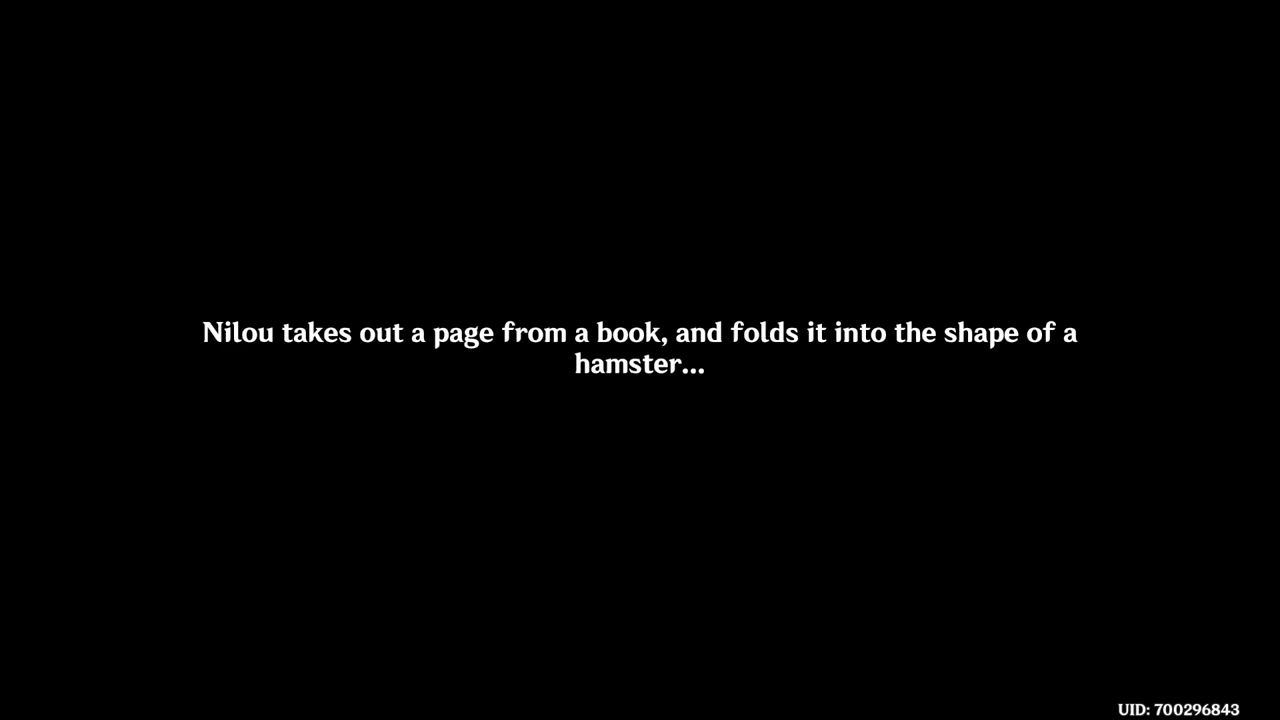 Nilou takes out a page from a book, and folds it into the shape of a
hamster...
UID: 700296843